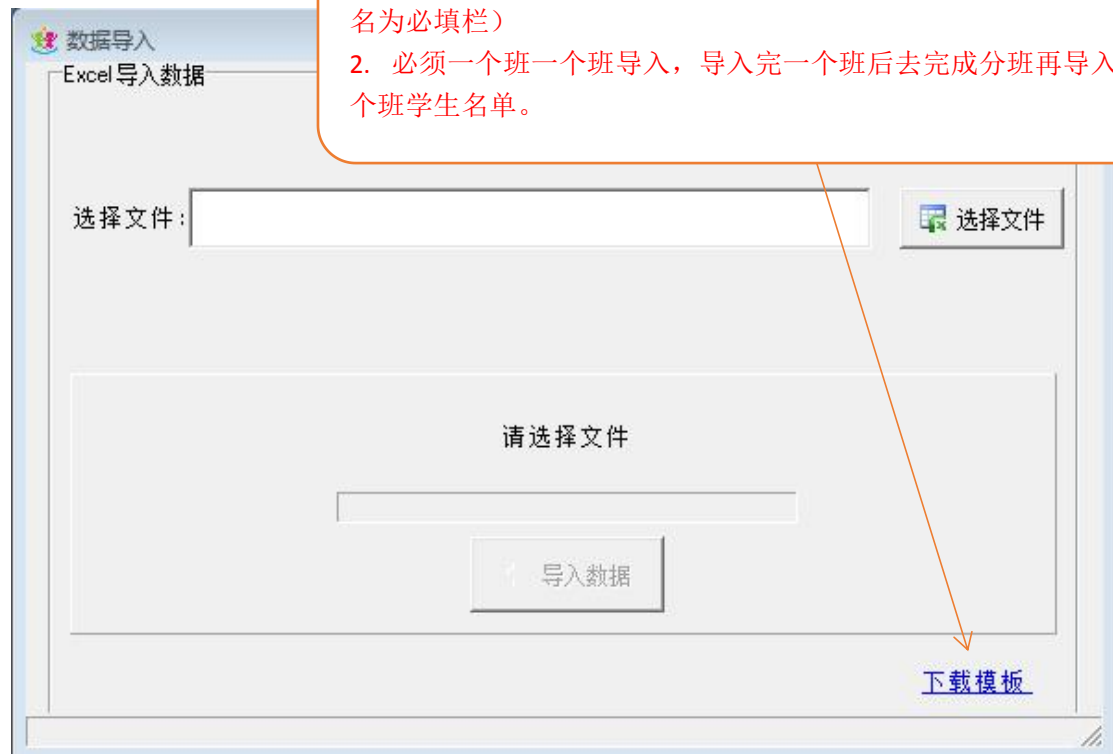 名为必填栏）
2. 必须一个班一个班导入，导入完一个班后去完成分班再导入
个班学生名单。
数据导入
Excel导入数据
选择文件：
选择文件
请选择文件
导入数据
下载模板